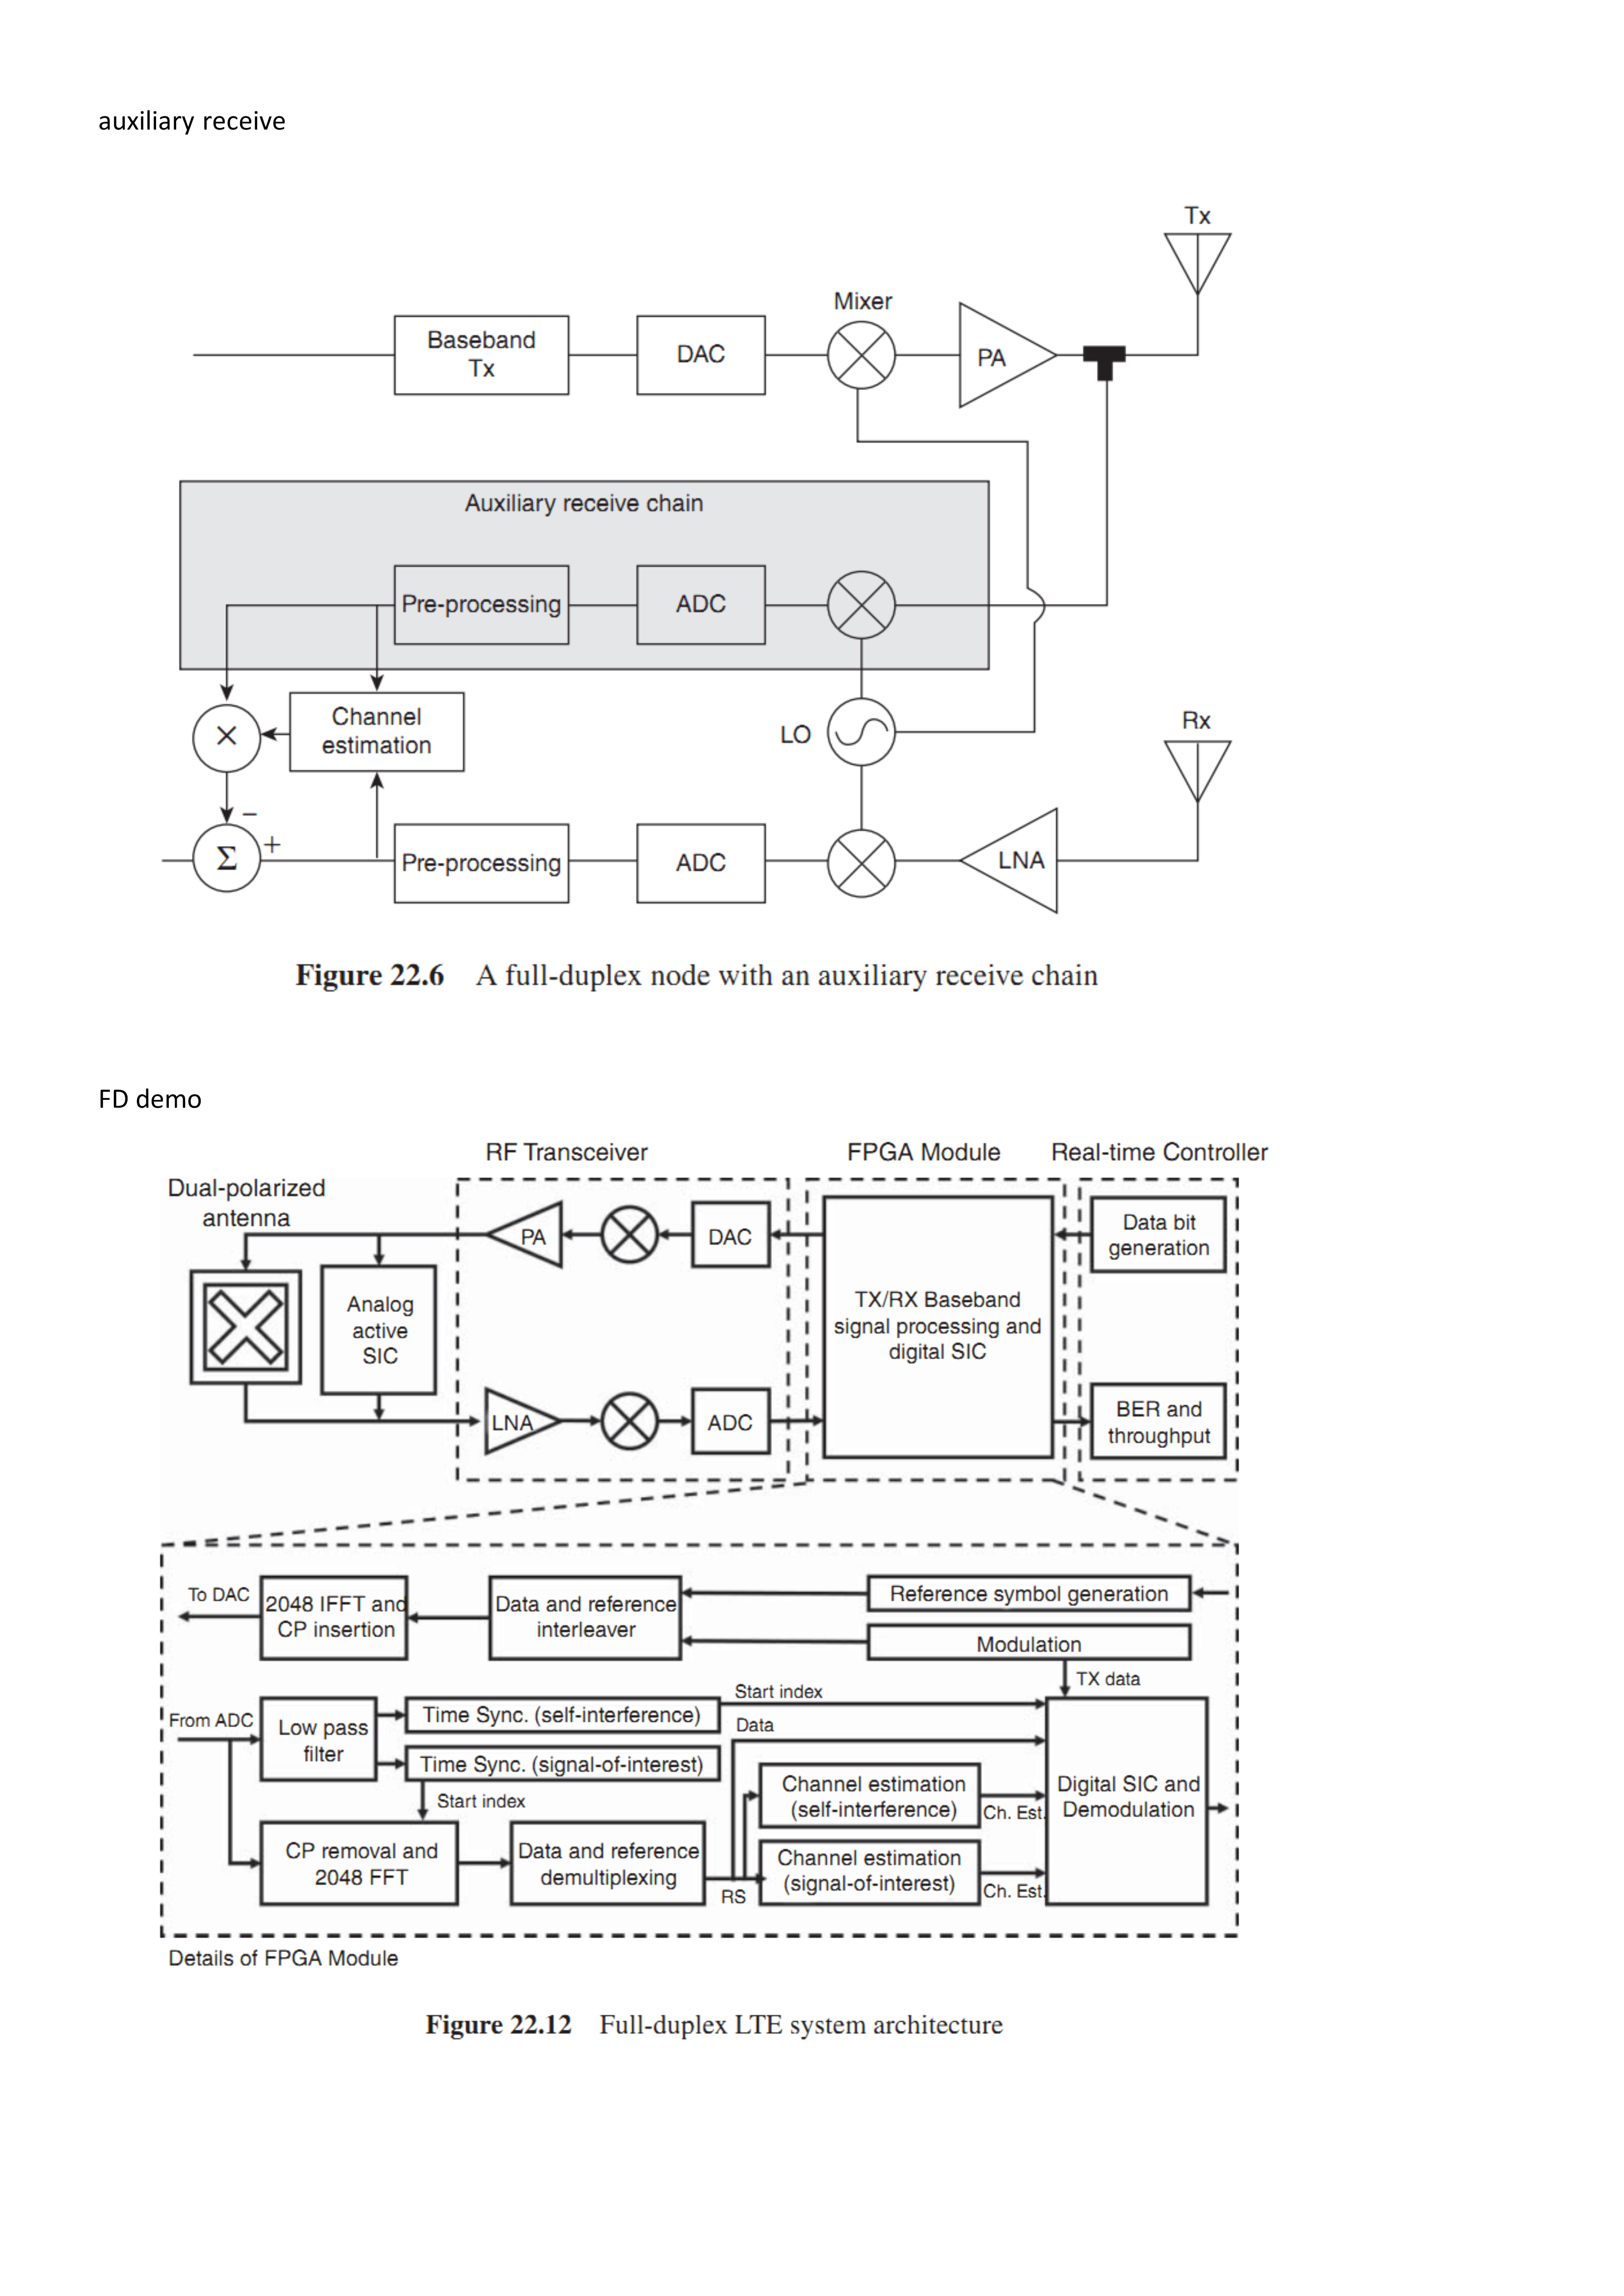 auxiliary receive
Tx
Mixer
Baseband
Tx
DAC
PA
Auxiliary receive chain
Pre-processing
ADC
Channel
estimation
×
LO
Rx
−
+
Σ
Pre-processing
ADC
LNA
Figure 22.6 A full-duplex node with an auxiliary receive chain
FD demo
RF Transceiver
FPGA Module
Real-time Controller
Dual-polarized
antenna
PA
DAC
Data bit
generation
Analog
active
SIC
TX/RX Baseband
signal processing and
digital SIC
LNA
ADC
BER and
throughput
To DAC
2048 IFFT and
CP insertion
Data and reference
interleaver
Reference symbol generation
Modulation
TX data
Start index
From ADC
Low pass
filter
Time Sync. (self-interference)
Data
Time Sync. (signal-of-interest)
Start index
Channel estimation
(self-interference)
Ch. Est.
Digital SIC and
Demodulation
CP removal and
2048 FFT
Data and reference
demultiplexing
RS
Channel estimation
(signal-of-interest)
Ch. Est.
Details of FPGA Module
Figure 22.12 Full-duplex LTE system architecture